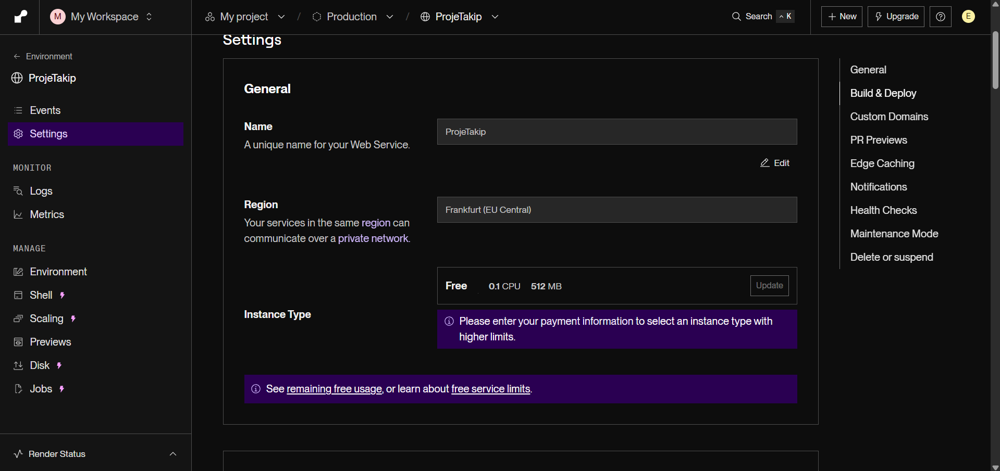 M My Workspace
My project / Production / ProjeTakip
Search ^ K
+ New
Upgrade
E
← Environment
ProjeTakip
Events
Settings
MONITOR
Logs
Metrics
MANAGE
Environment
Shell
Scaling
Previews
Disk
Jobs
Render Status
Settings
General
Name
A unique name for your Web Service.
ProjeTakip
Edit
Region
Your services in the same region can
communicate over a private network.
Frankfurt (EU Central)
Instance Type
Free 0.1 CPU 512 MB
Update
Please enter your payment information to select an instance type with
higher limits.
See remaining free usage, or learn about free service limits.
General
Build & Deploy
Custom Domains
PR Previews
Edge Caching
Notifications
Health Checks
Maintenance Mode
Delete or suspend